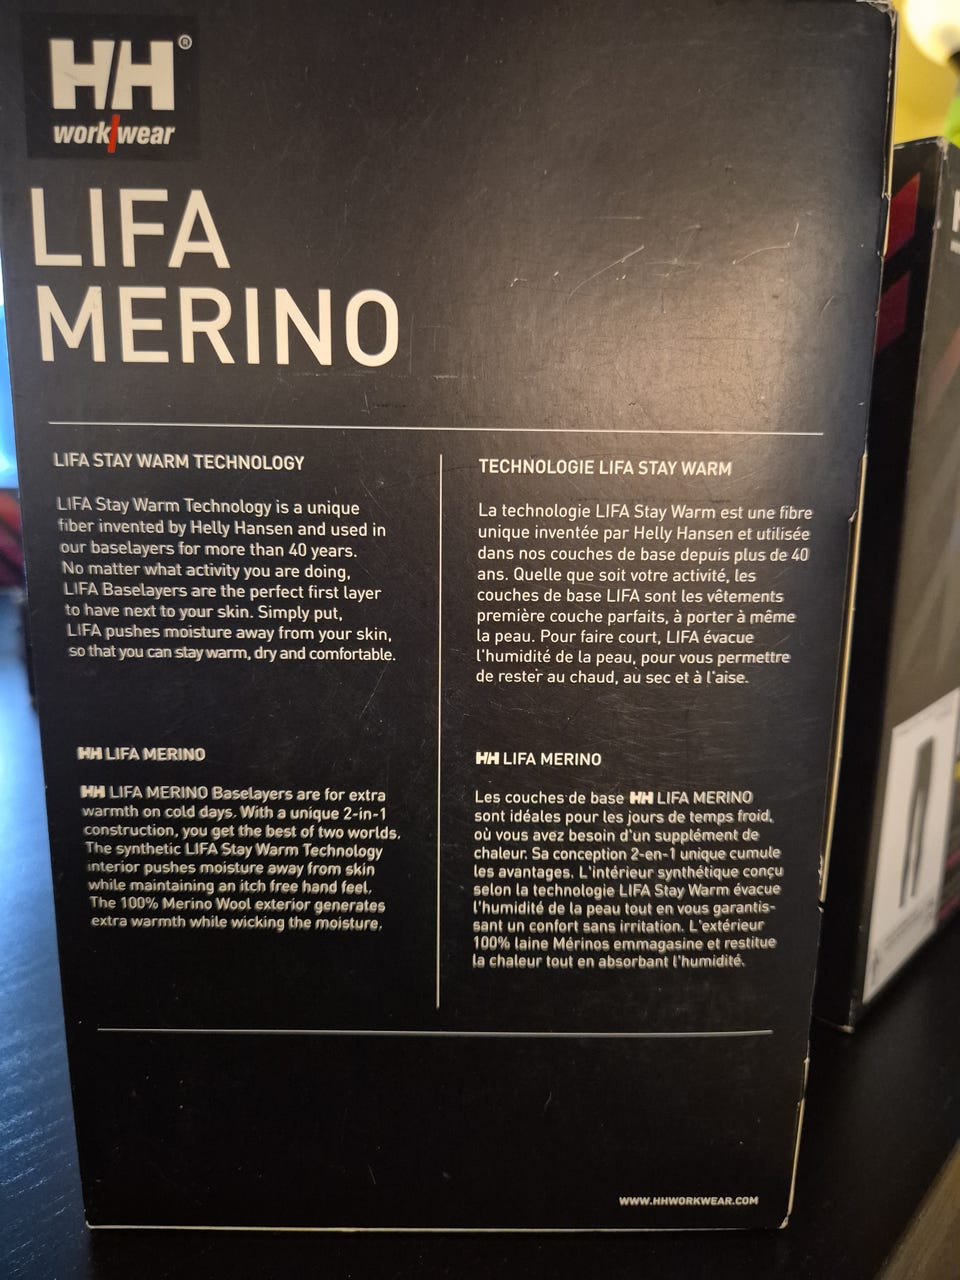 HH®
work/wear
LIFA
MERINO
LIFA STAY WARM TECHNOLOGY
LIFA Stay Warm Technology is a unique
fiber invented by Helly Hansen and used in
our baselayers for more than 40 years.
No matter what activity you are doing,
LIFA Baselayers are the perfect first layer
to have next to your skin. Simply put,
LIFA pushes moisture away from your skin,
so that you can stay warm, dry and comfortable.
HH LIFA MERINO
HH LIFA MERINO Baselayers are for extra
warmth on cold days. With a unique 2-in-1
construction, you get the best of two worlds.
The synthetic LIFA Stay Warm Technology
interior pushes moisture away from skin
while maintaining an itch free hand feel.
The 100% Merino Wool exterior generates
extra warmth while wicking the moisture.
TECHNOLOGIE LIFA STAY WARM
La technologie LIFA Stay Warm est une fibre
unique inventée par Helly Hansen et utilisée
dans nos couches de base depuis plus de 40
ans. Quelle que soit votre activité, les
couches de base LIFA sont les vêtements
première couche parfaits, à porter à même
la peau. Pour faire court, LIFA évacue
l'humidité de la peau, pour vous permettre
de rester au chaud, au sec et à l'aise.
HH LIFA MERINO
Les couches de base HH LIFA MERINO
sont idéales pour les jours de temps froid,
où vous avez besoin d'un supplément de
chaleur. Sa conception 2-en-1 unique cumule
les avantages. L'intérieur synthétique conçu
selon la technologie LIFA Stay Warm évacue
l'humidité de la peau tout en vous garantis-
sant un confort sans irritation. L'extérieur
100% laine Mérinos emmagasine et restitue
la chaleur tout en absorbant l'humidité.
WWW.HHWORKWEAR.COM